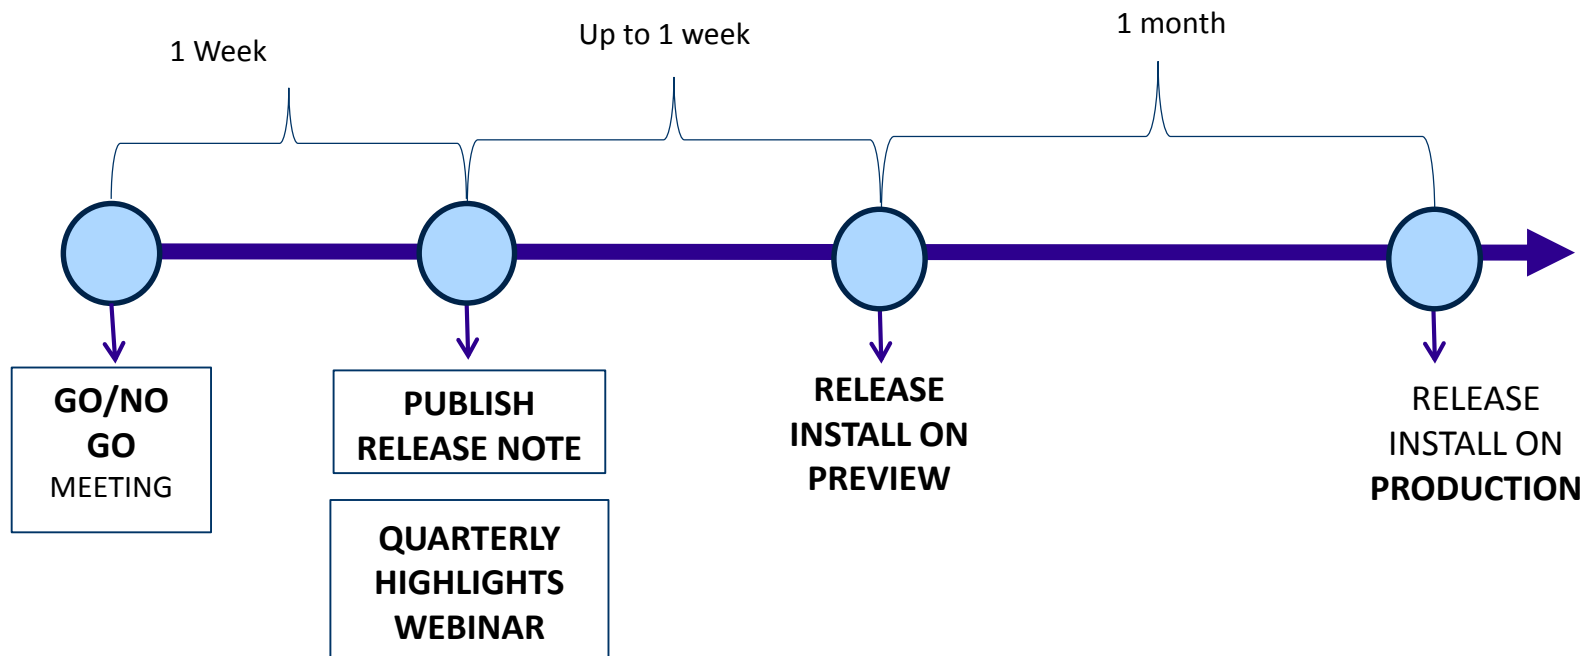 1 Week
Up to 1 week
1 month
GO/NO
GO
MEETING
PUBLISH
RELEASE NOTE
QUARTERLY
HIGHLIGHTS
WEBINAR
RELEASE
INSTALL ON
PREVIEW
RELEASE
INSTALL ON
PRODUCTION